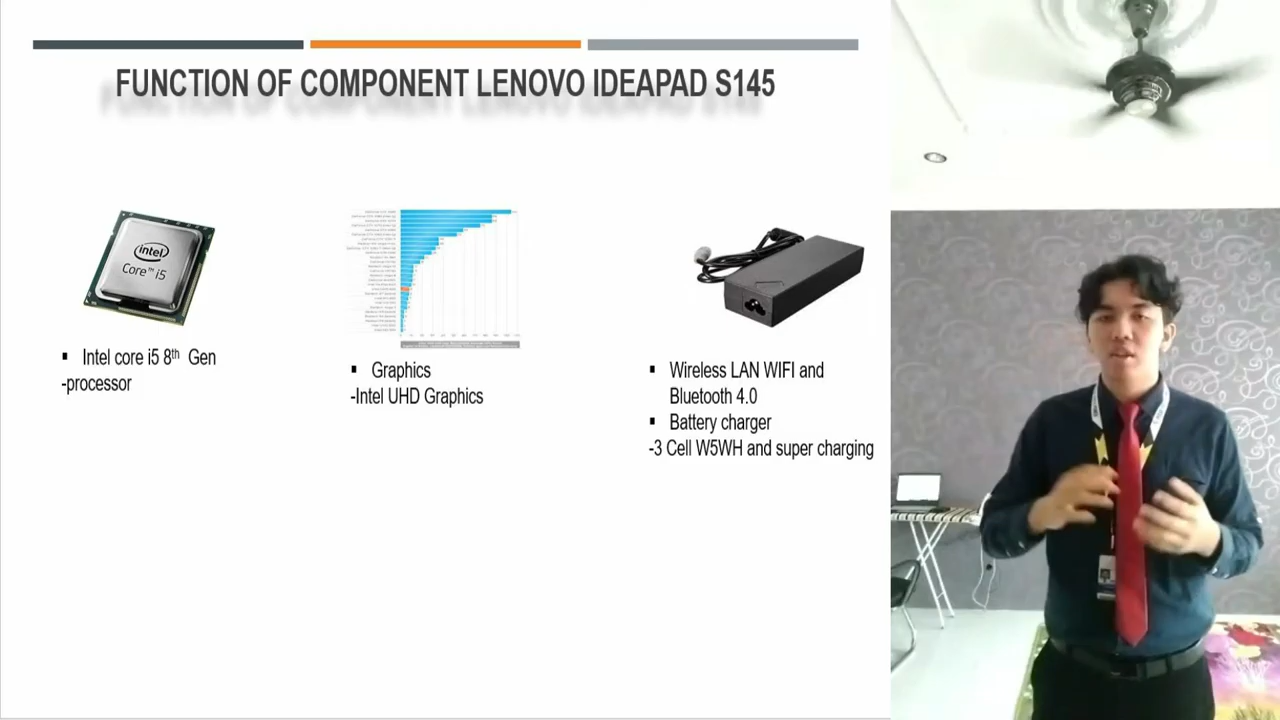 FUNCTION OF COMPONENT LENOVO IDEAPAD S145
intel
Core™ i5
▪ Intel core i5 8th Gen
-processor
▪ Graphics
-Intel UHD Graphics
▪ Wireless LAN WIFI and
Bluetooth 4.0
▪ Battery charger
-3 Cell W5WH and super charging